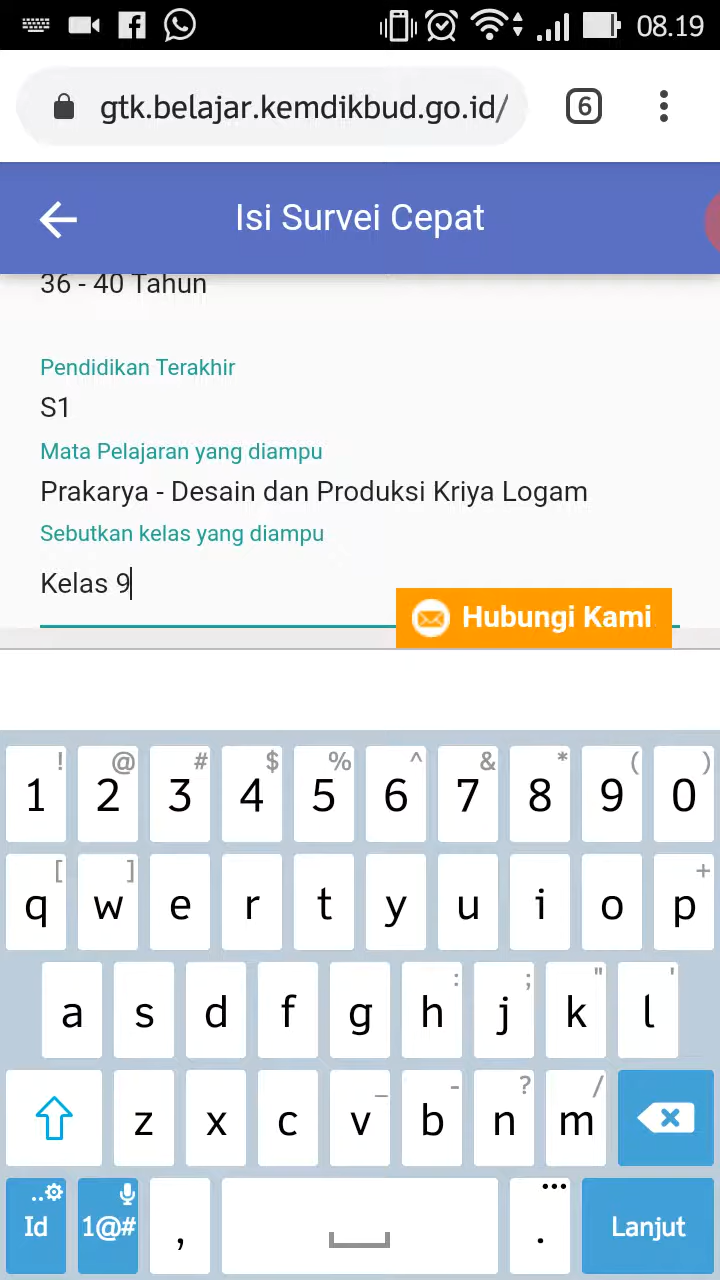 08.19
gtk.belajar.kemdikbud.go.id/
6
Isi Survei Cepat
36 - 40 Tahun
Pendidikan Terakhir
S1
Mata Pelajaran yang diampu
Prakarya - Desain dan Produksi Kriya Logam
Sebutkan kelas yang diampu
Kelas 9
Hubungi Kami
! @ # $ % ^ & * ( )
1 2 3 4 5 6 7 8 9 0
[ ] +
q w e r t y u i o p
: ; " '
a s d f g h j k l
_ - ? /
z x c v b n m
Id 1@# , . Lanjut